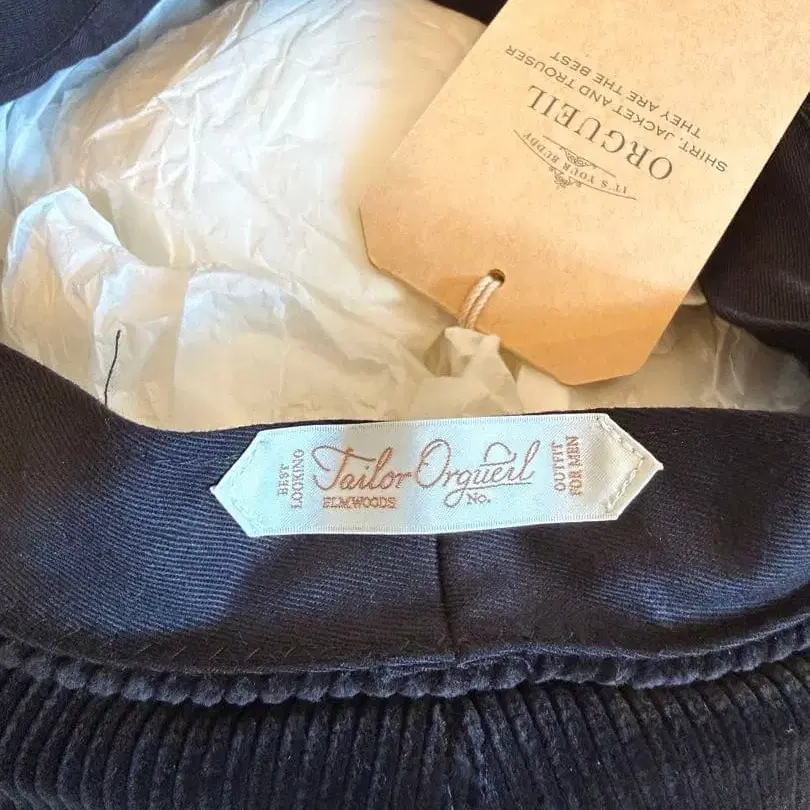 IT'S YOUR BUDDY
ORGUEIL
SHIRT, JACKET AND TROUSER
THEY ARE THE BEST
BEST
LOOKING
Tailor Orgueil
ELMWOODS
No.
OUTFIT
FOR MEN